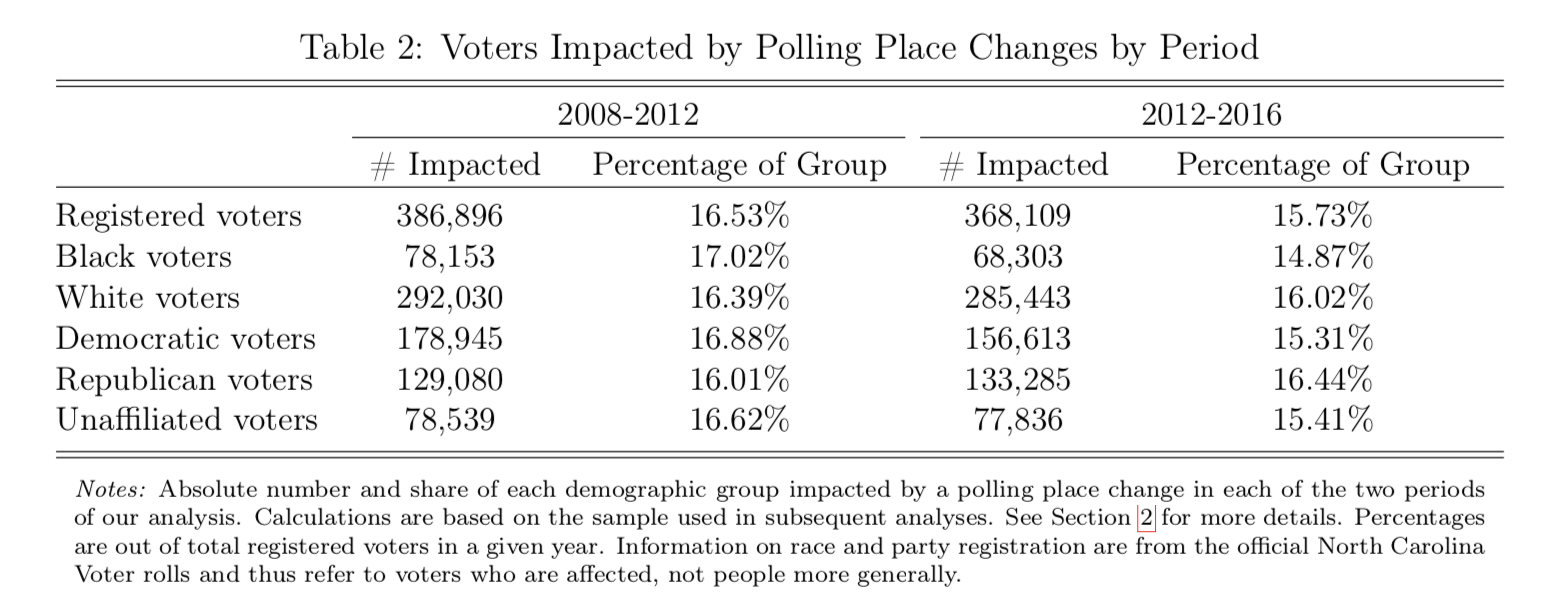 Table 2: Voters Impacted by Polling Place Changes by Period
2008-2012 2012-2016
# Impacted Percentage of Group # Impacted Percentage of Group
Registered voters 386,896 16.53% 368,109 15.73%
Black voters 78,153 17.02% 68,303 14.87%
White voters 292,030 16.39% 285,443 16.02%
Democratic voters 178,945 16.88% 156,613 15.31%
Republican voters 129,080 16.01% 133,285 16.44%
Unaffiliated voters 78,539 16.62% 77,836 15.41%
Notes: Absolute number and share of each demographic group impacted by a polling place change in each of the two periods
of our analysis. Calculations are based on the sample used in subsequent analyses. See Section 2 for more details. Percentages
are out of total registered voters in a given year. Information on race and party registration are from the official North Carolina
Voter rolls and thus refer to voters who are affected, not people more generally.